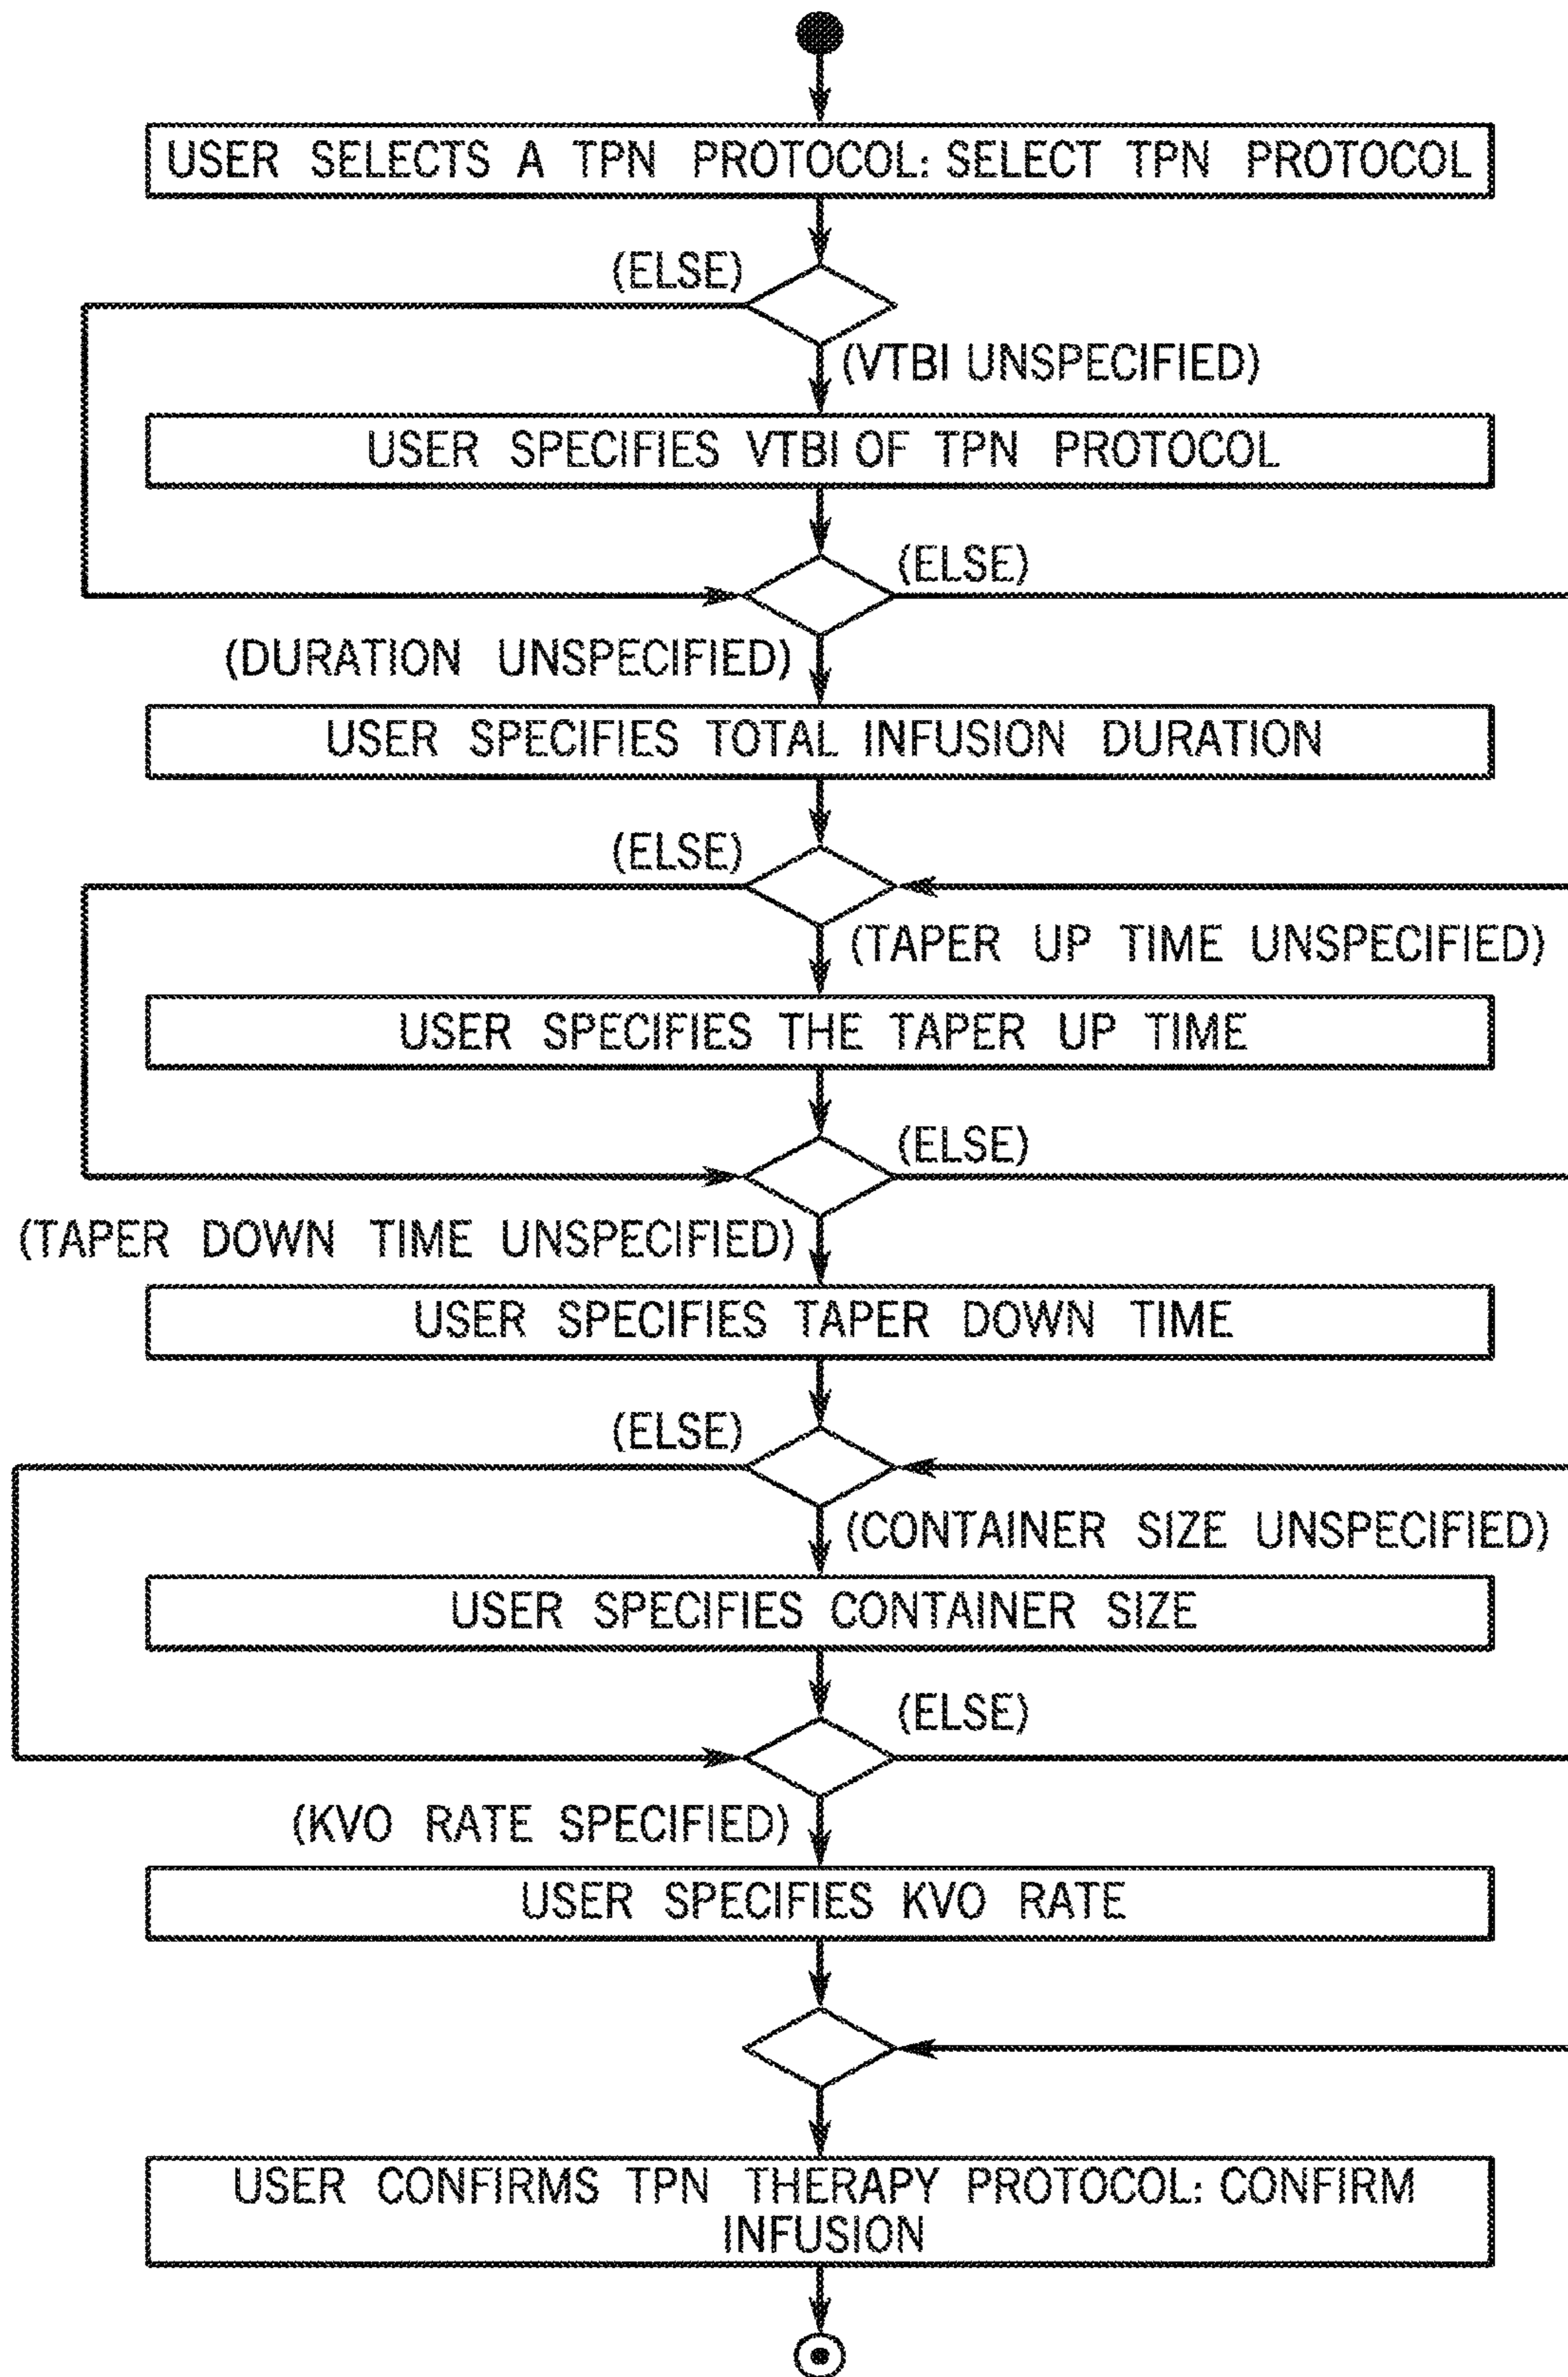 USER SELECTS A TPN PROTOCOL: SELECT TPN PROTOCOL
(ELSE)
(VTBI UNSPECIFIED)
USER SPECIFIES VTBI OF TPN PROTOCOL
(ELSE)
(DURATION UNSPECIFIED)
USER SPECIFIES TOTAL INFUSION DURATION
(ELSE)
(TAPER UP TIME UNSPECIFIED)
USER SPECIFIES THE TAPER UP TIME
(ELSE)
(TAPER DOWN TIME UNSPECIFIED)
USER SPECIFIES TAPER DOWN TIME
(ELSE)
(CONTAINER SIZE UNSPECIFIED)
USER SPECIFIES CONTAINER SIZE
(ELSE)
(KVO RATE SPECIFIED)
USER SPECIFIES KVO RATE
USER CONFIRMS TPN THERAPY PROTOCOL: CONFIRM
INFUSION